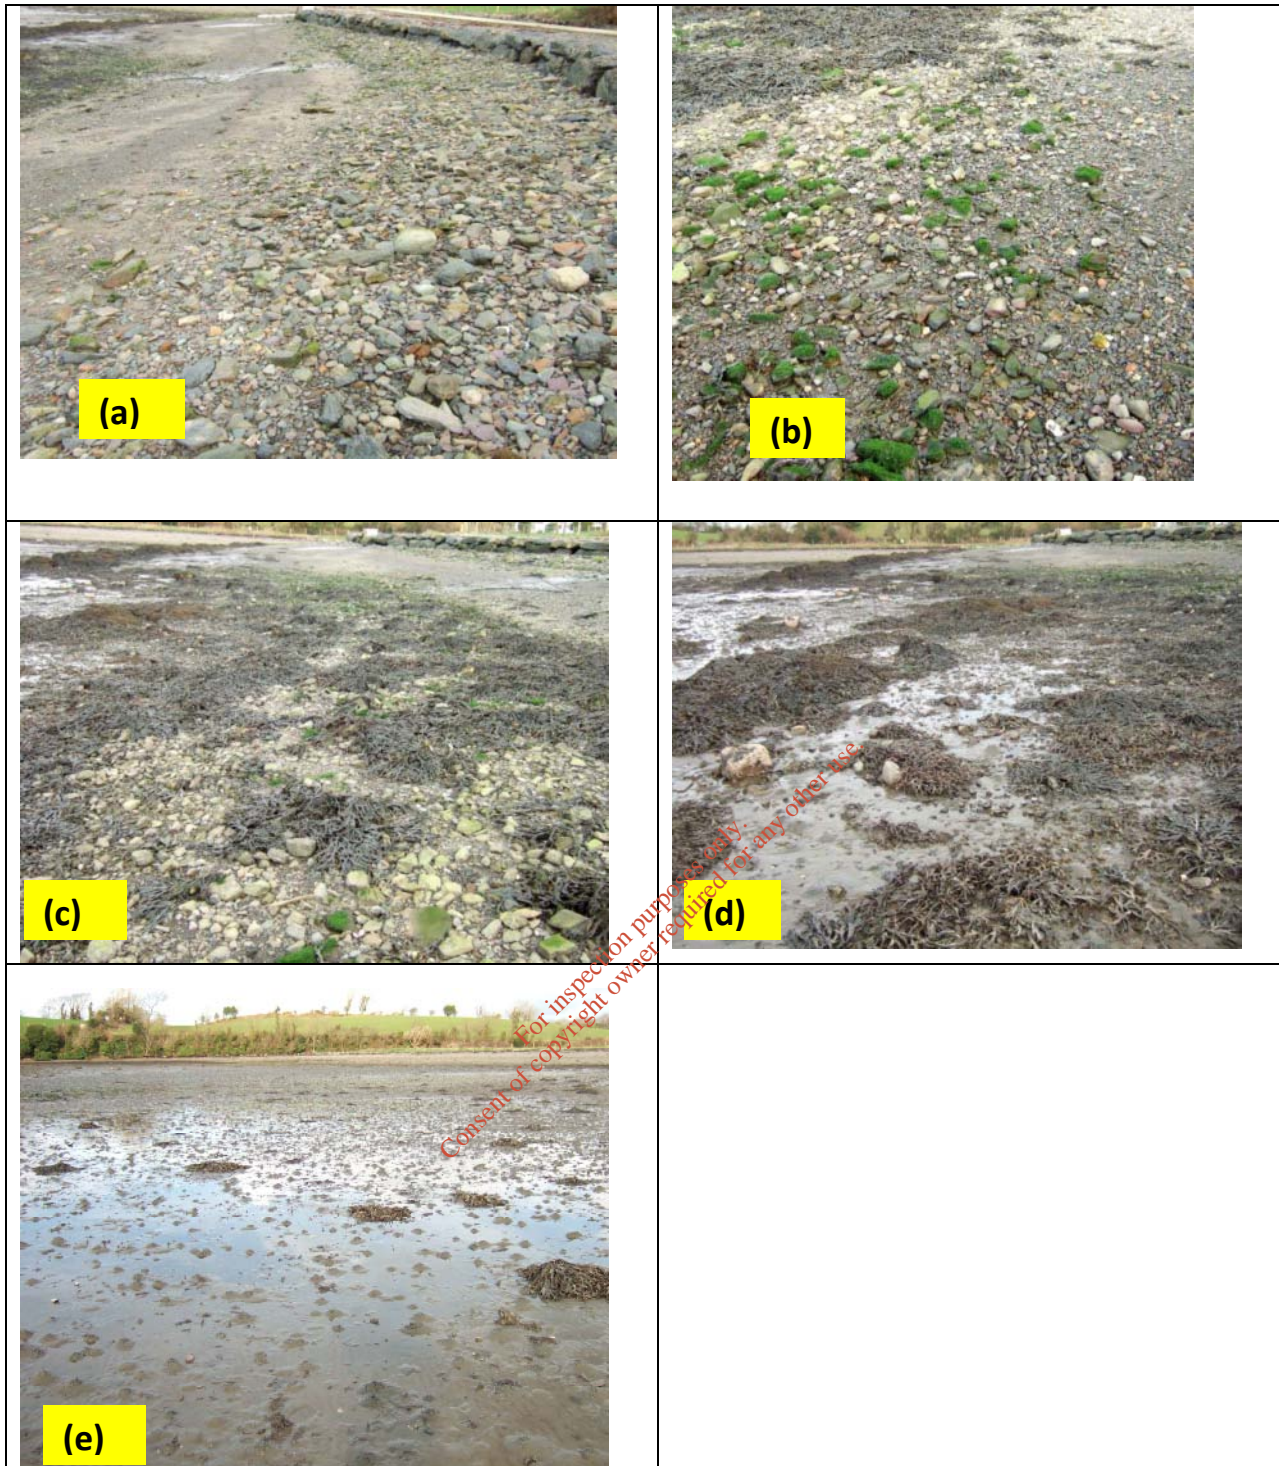 (a)
(b)
(c)
(d)
For inspection purposes only.
Consent of copyright owner required for any other use.
(e)